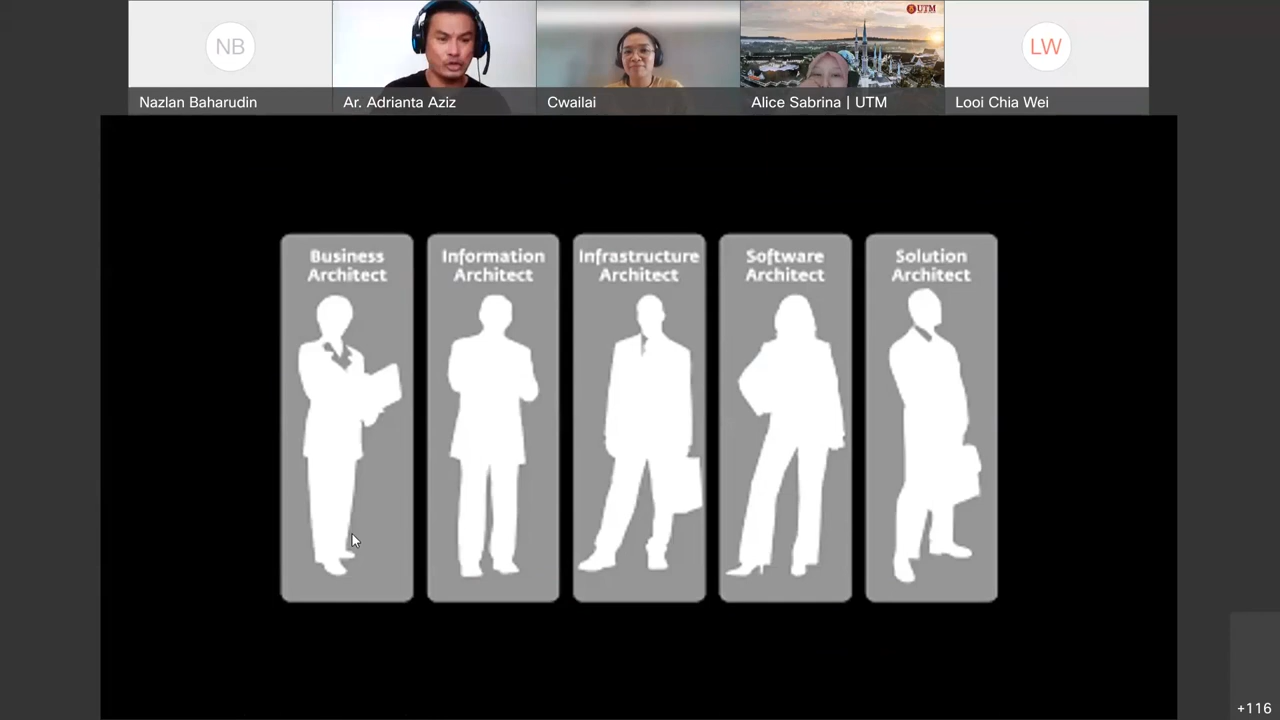 NB
UTM
LW
Nazlan Baharudin
Ar. Adrianta Aziz
Cwailai
Alice Sabrina | UTM
Looi Chia Wei
Business
Architect
Information
Architect
Infrastructure
Architect
Software
Architect
Solution
Architect
+116